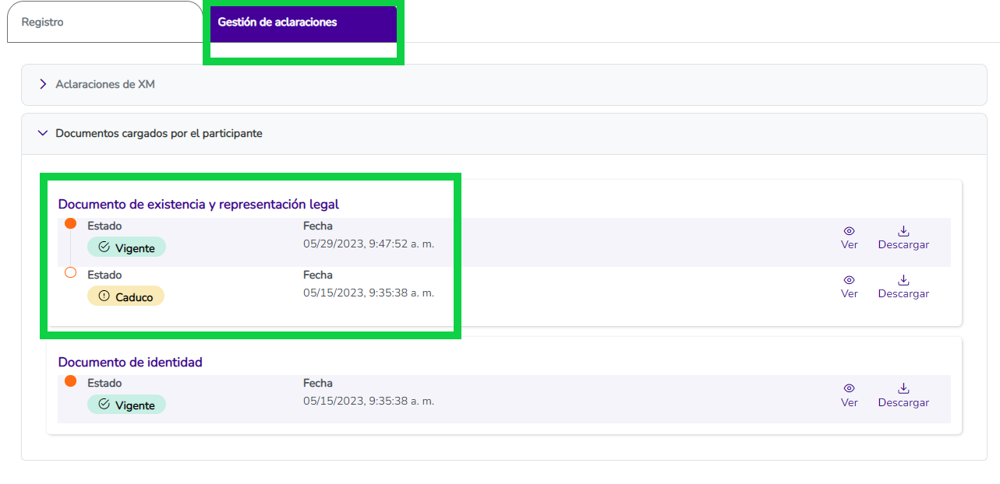 Registro
Gestión de aclaraciones
Aclaraciones de XM
Documentos cargados por el participante
Documento de existencia y representación legal
Estado Fecha
Vigente 05/29/2023, 9:47:52 a. m. Ver Descargar
Estado Fecha
Caduco 05/15/2023, 9:35:38 a. m. Ver Descargar
Documento de identidad
Estado Fecha
Vigente 05/15/2023, 9:35:38 a. m. Ver Descargar